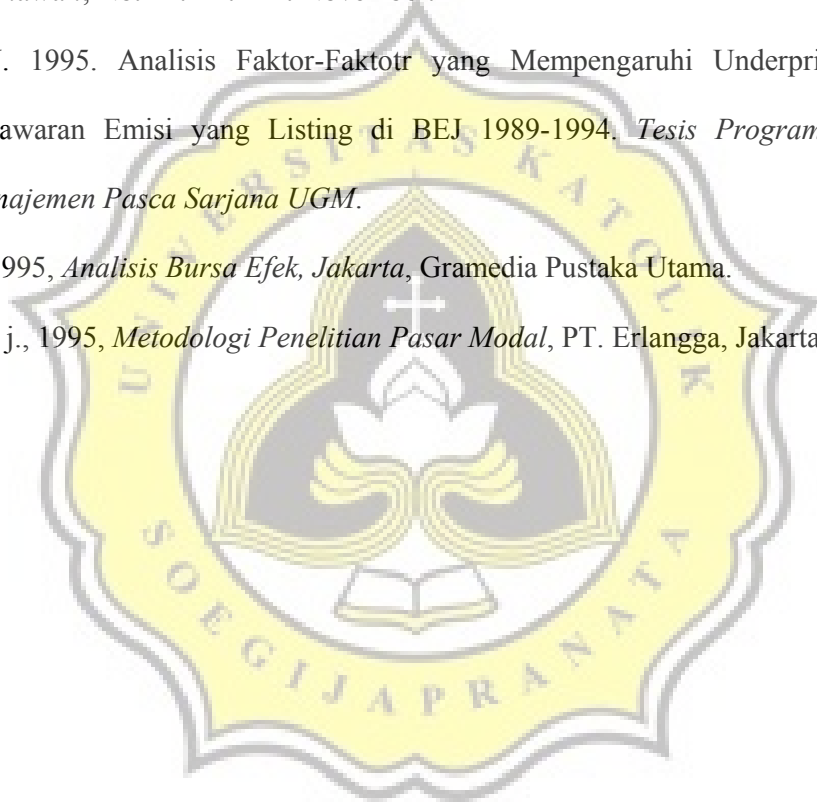 . 1995. Analisis Faktor-Faktotr yang Mempengaruhi Underpri
awaran Emisi yang Listing di BEJ 1989-1994. Tesis Program
najemen Pasca Sarjana UGM.
995, Analisis Bursa Efek, Jakarta, Gramedia Pustaka Utama.
j., 1995, Metodologi Penelitian Pasar Modal, PT. Erlangga, Jakarta
UNIVERSITAS KATOLIK
SOEGIJAPRANATA